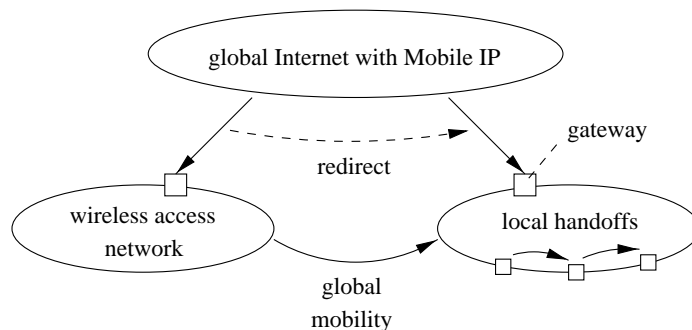 global Internet with Mobile IP
gateway
redirect
wireless access
network
local handoffs
global
mobility